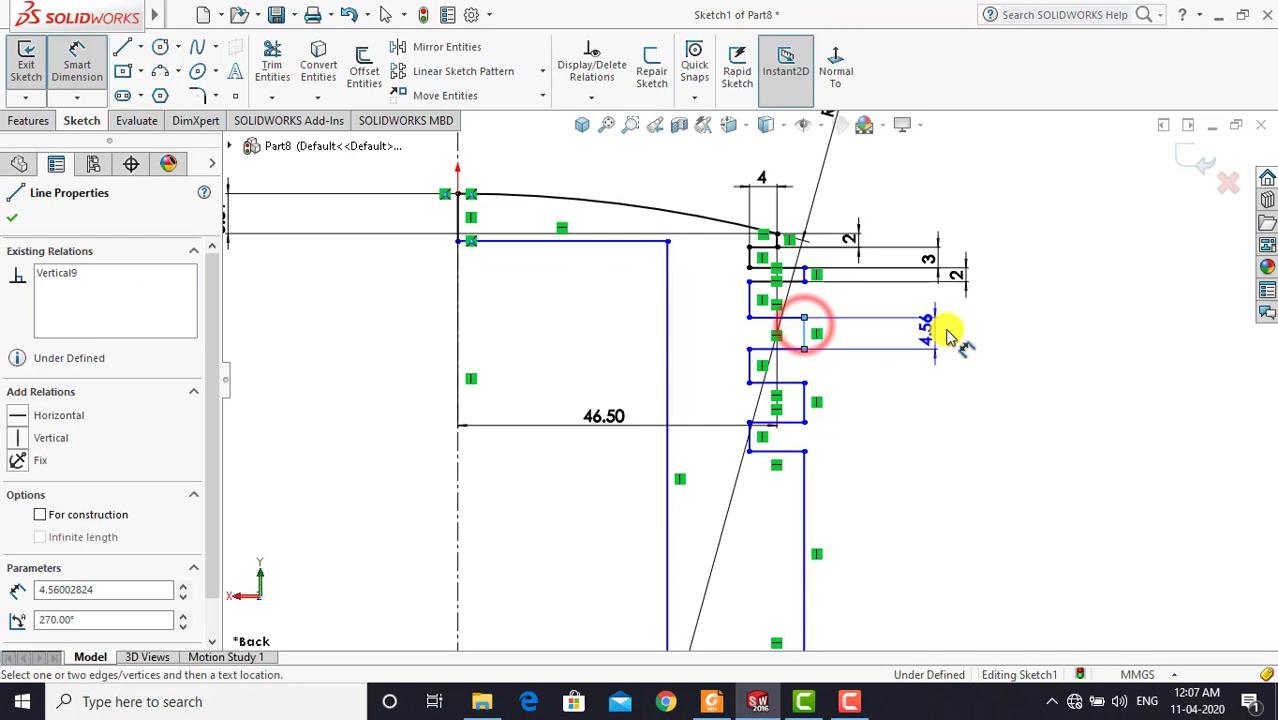 SOLIDWORKS
Sketch1 of Part8 *
Search SOLIDWORKS Help
?
Exit Sketch
Smart Dimension
Trim Entities
Convert Entities
Offset Entities
Mirror Entities
Linear Sketch Pattern
Move Entities
Display/Delete Relations
Repair Sketch
Quick Snaps
Rapid Sketch
Instant2D
Normal To
Features
Sketch
Evaluate
DimXpert
SOLIDWORKS Add-Ins
SOLIDWORKS MBD
Part8 (Default<<Default>...
Line Properties
Existing Relations
Vertical9
Under Defined
Add Relations
Horizontal
Vertical
Fix
Options
For construction
Infinite length
Parameters
4.56002824
270.00°
4
2
3
2
4.56
46.50
R
Y
X
*Back
Model
3D Views
Motion Study 1
Select one or two edges/vertices and then a text location.
Under Defined
Editing Sketch1
MMGS
Type here to search
SW
2016
ENG
12:07 AM
11-04-2020